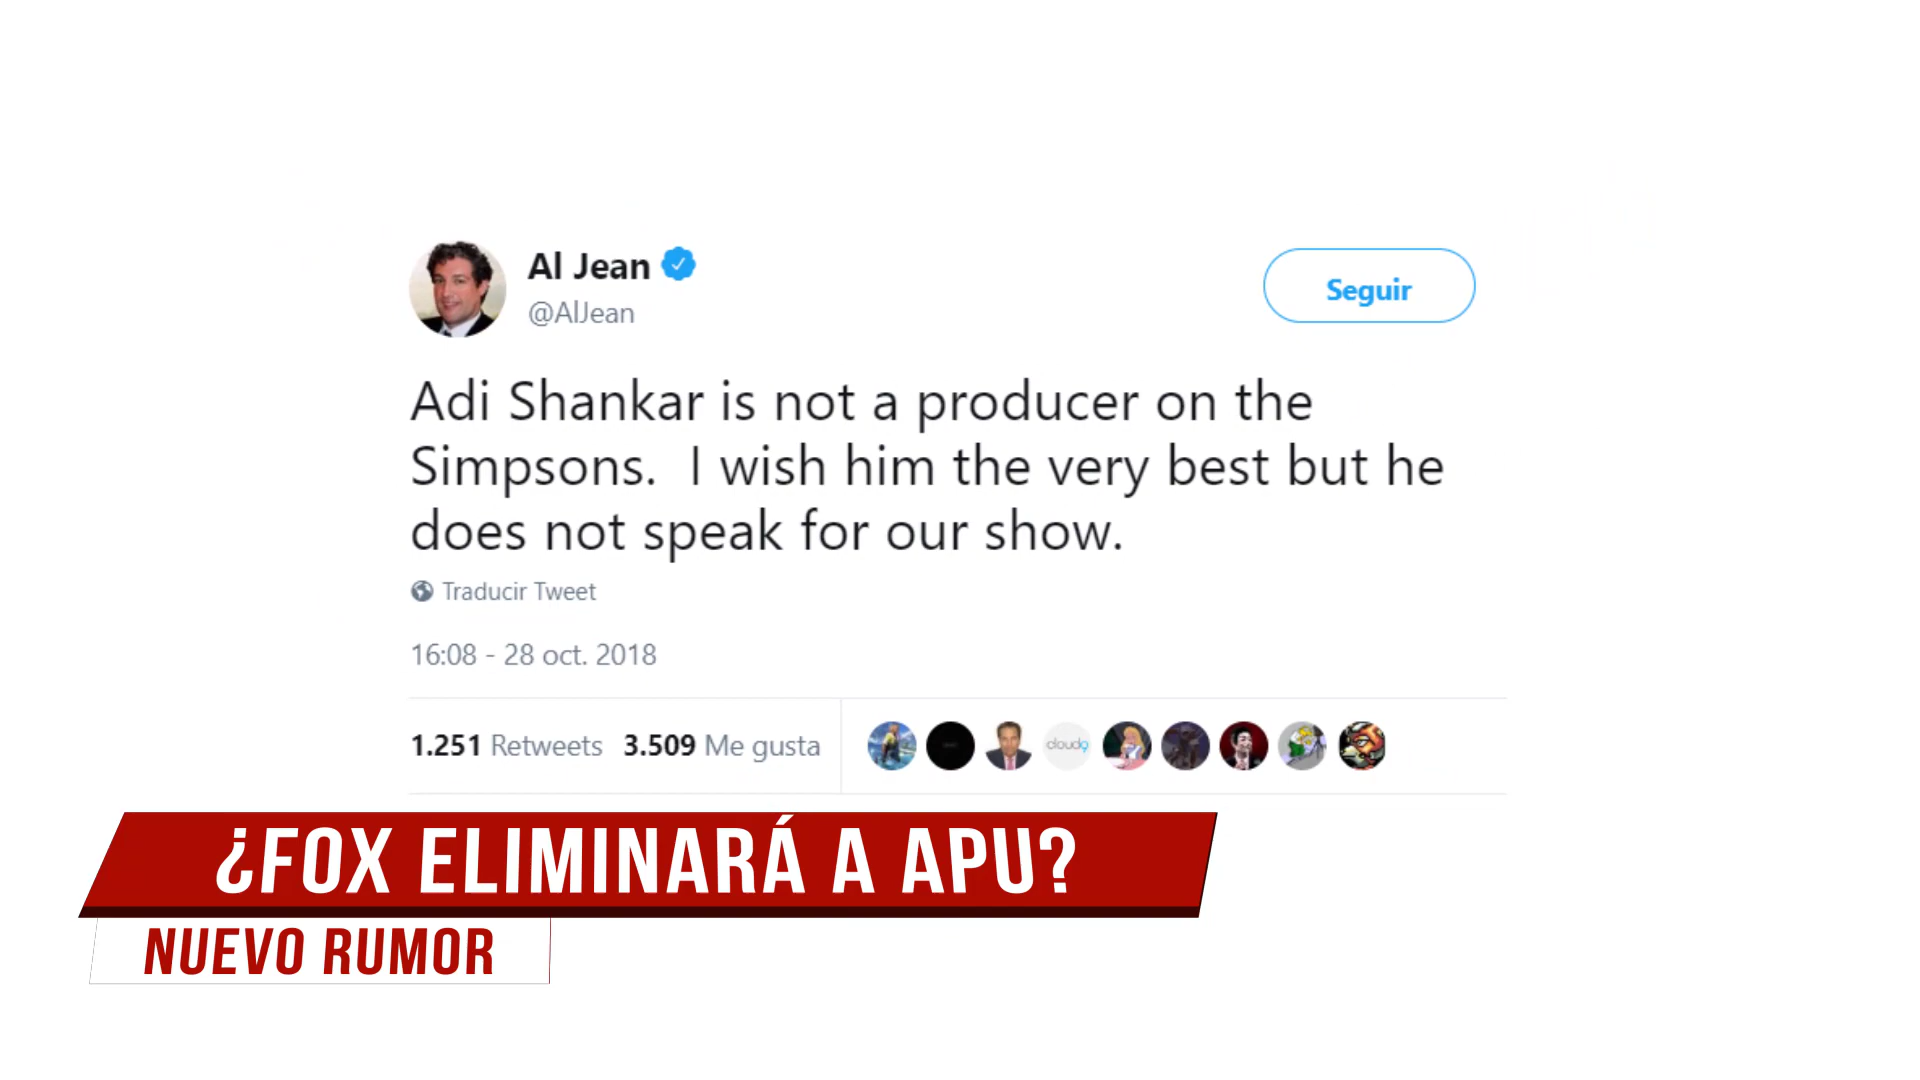 Al Jean
@AlJean
Seguir
Adi Shankar is not a producer on the
Simpsons.  I wish him the very best but he
does not speak for our show.
Traducir Tweet
16:08 - 28 oct. 2018
1.251 Retweets 3.509 Me gusta
cloud9
¿FOX ELIMINARÁ A APU?
NUEVO RUMOR